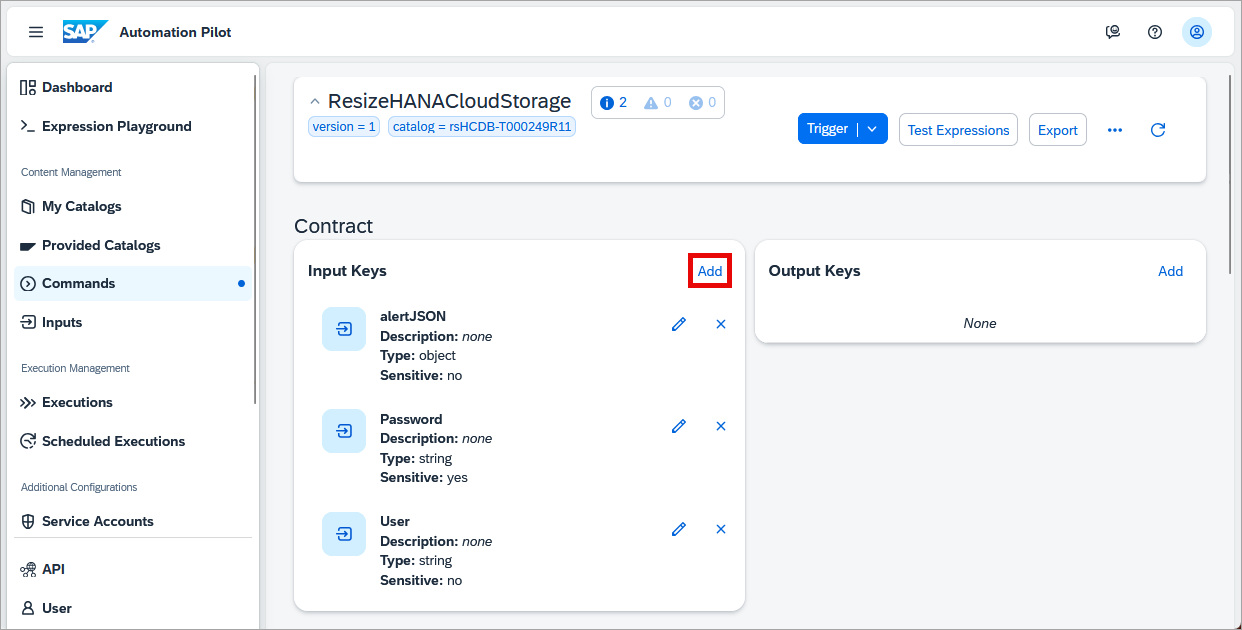 SAP Automation Pilot
Dashboard
Expression Playground
Content Management
My Catalogs
Provided Catalogs
Commands
Inputs
Execution Management
Executions
Scheduled Executions
Additional Configurations
Service Accounts
API
User
ResizeHANACloudStorage
2 0 0
version = 1 catalog = rsHCDB-T000249R11
Trigger Test Expressions Export
Contract
Input Keys Add
alertJSON
Description: none
Type: object
Sensitive: no
Password
Description: none
Type: string
Sensitive: yes
User
Description: none
Type: string
Sensitive: no
Output Keys Add
None